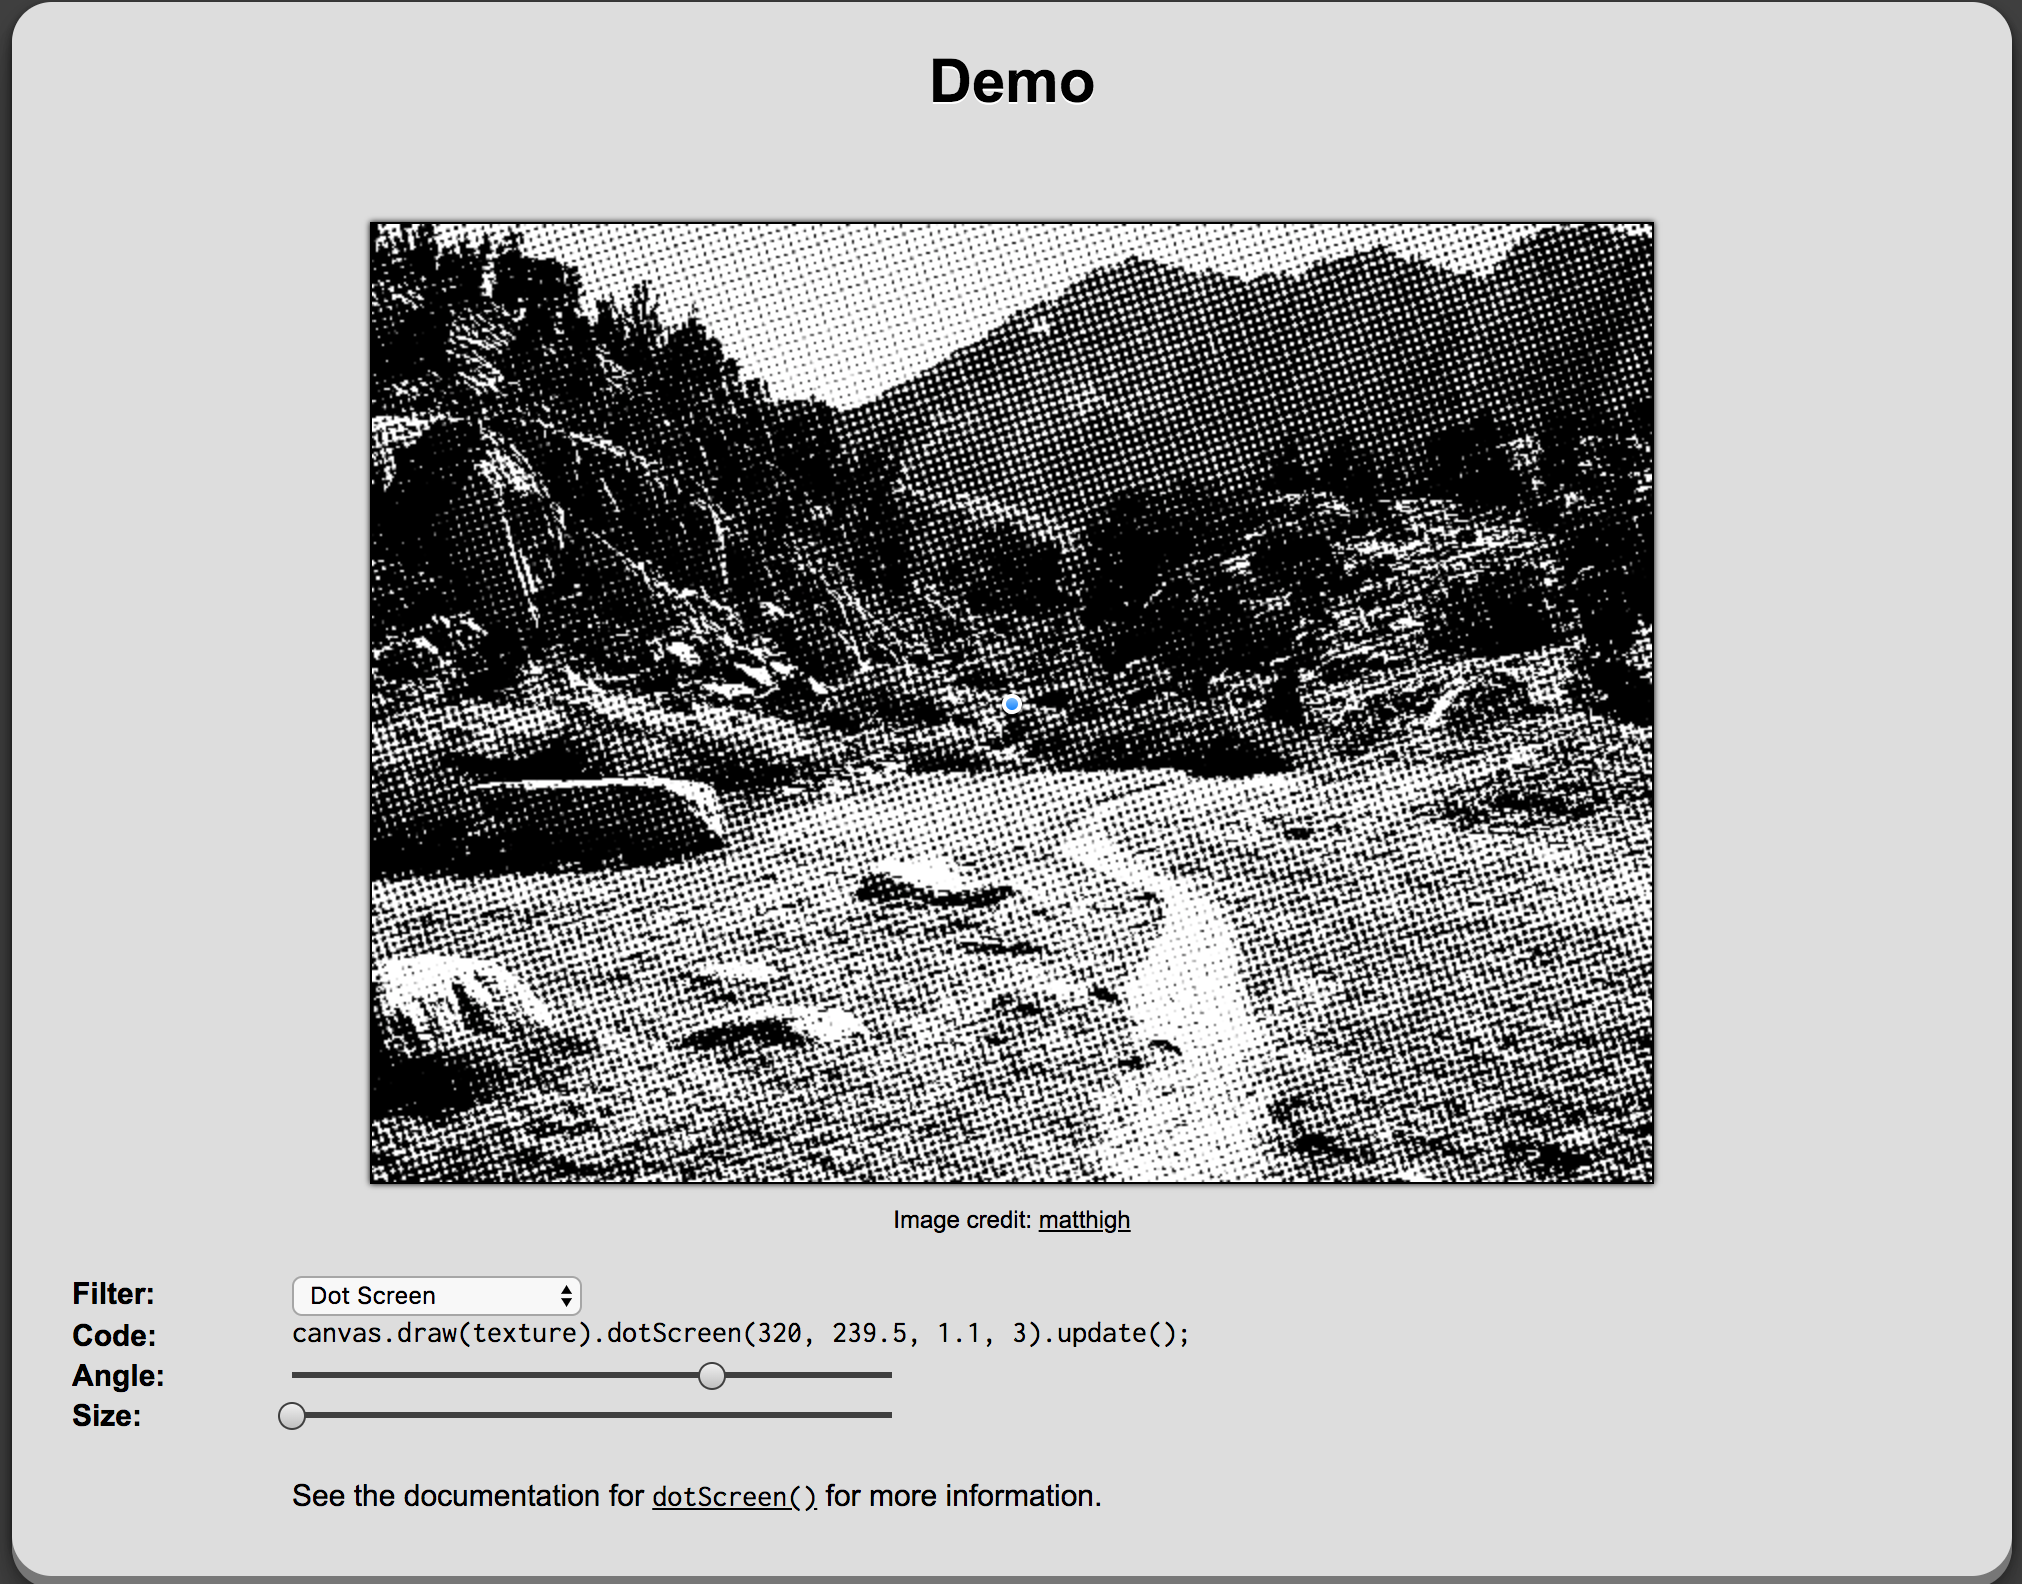 Demo
Image credit: matthigh
Filter: Dot Screen
Code: canvas.draw(texture).dotScreen(320, 239.5, 1.1, 3).update();
Angle:
Size:
See the documentation for dotScreen() for more information.